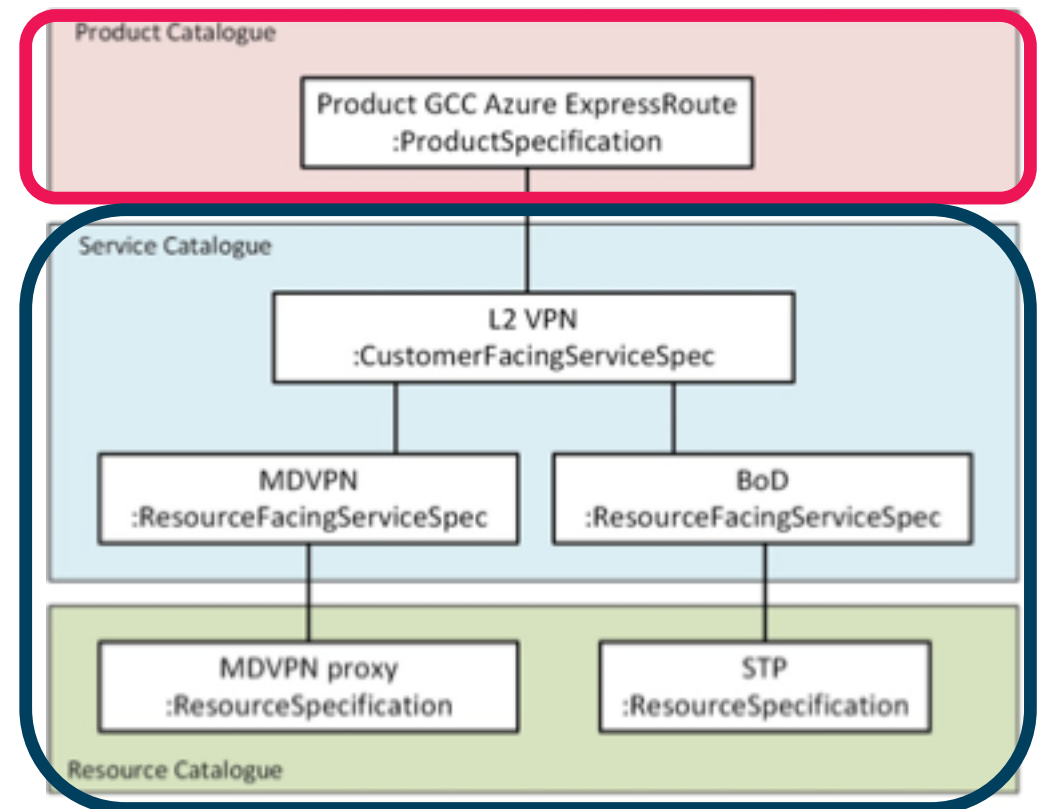 Product Catalogue
Product GCC Azure ExpressRoute
:ProductSpecification
Service Catalogue
L2 VPN
:CustomerFacingServiceSpec
MDVPN
:ResourceFacingServiceSpec
BoD
:ResourceFacingServiceSpec
MDVPN proxy
:ResourceSpecification
STP
:ResourceSpecification
Resource Catalogue